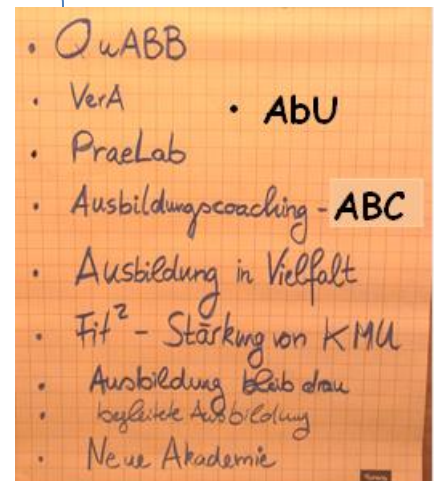 • QuABB
• VerA
• AbU
• PraeLab
• Ausbildungscoaching - ABC
• Ausbildung in Vielfalt
• Fit² - Stärkung von KMU
• Ausbildung bleib dran
• begleitete Ausbildung
• Neue Akademie